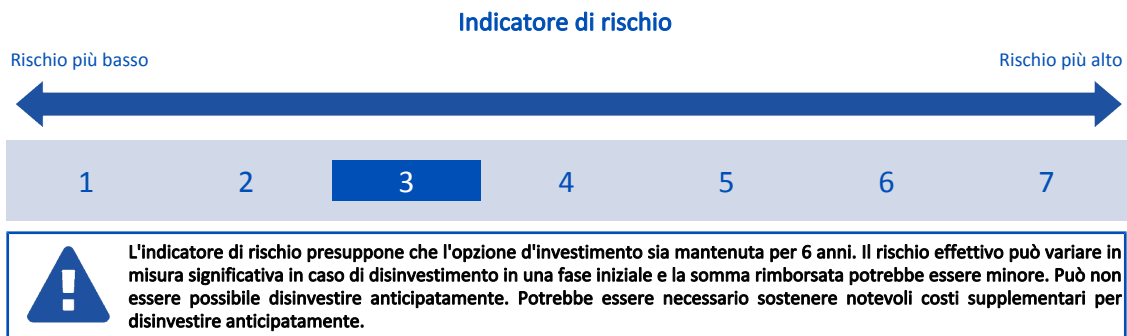 Indicatore di rischio
Rischio più basso
Rischio più alto
1 2 3 4 5 6 7
L'indicatore di rischio presuppone che l'opzione d'investimento sia mantenuta per 6 anni. Il rischio effettivo può variare in
misura significativa in caso di disinvestimento in una fase iniziale e la somma rimborsata potrebbe essere minore. Può non
essere possibile disinvestire anticipatamente. Potrebbe essere necessario sostenere notevoli costi supplementari per
disinvestire anticipatamente.